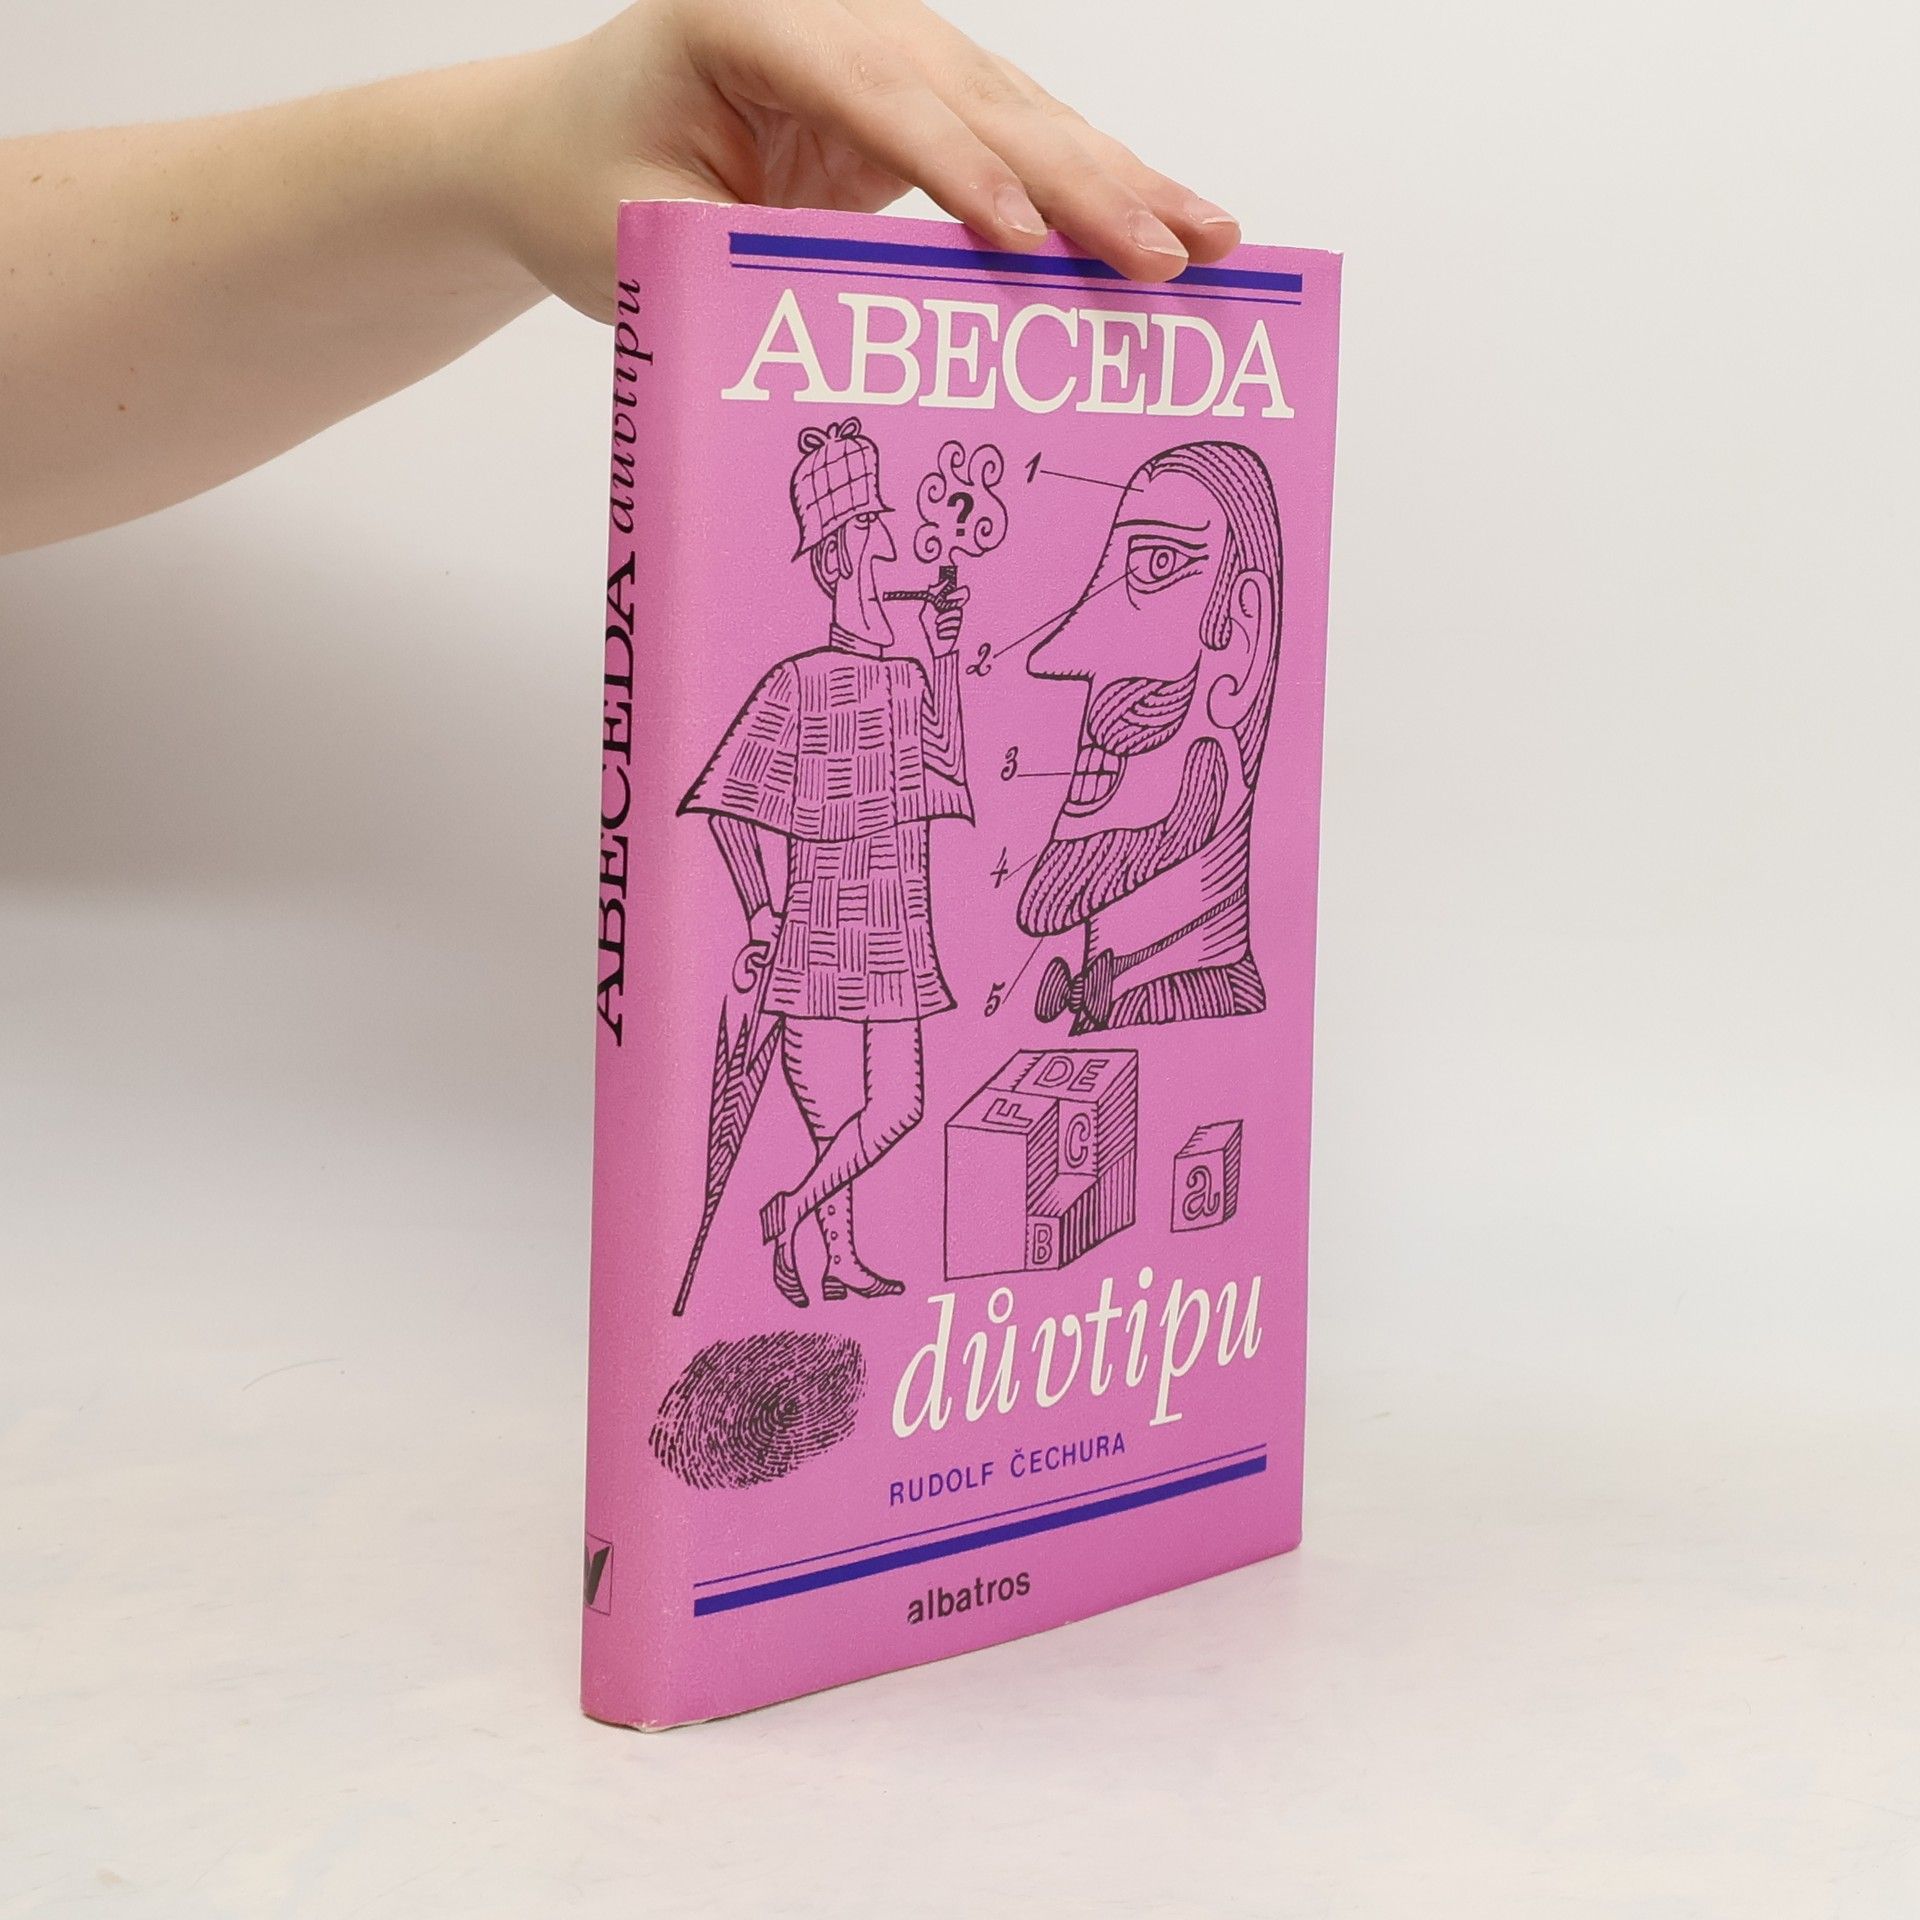 ABECEDA důvtipu
ABECEDA
?
1
2
3
4
5
DE
F
C
B
a
důvtipu
RUDOLF ČECHURA
albatros